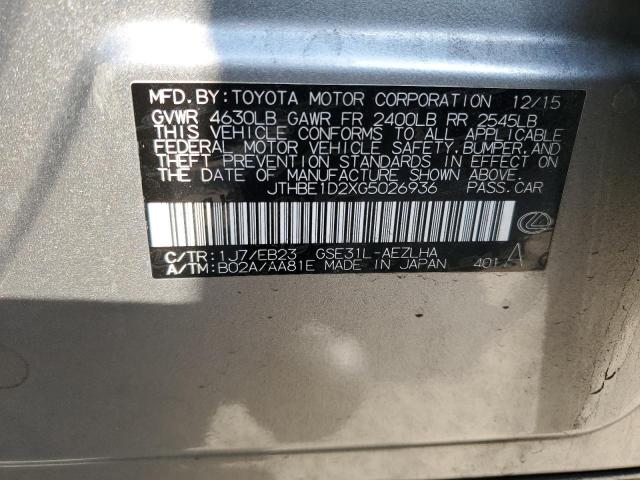 MFD. BY: TOYOTA MOTOR CORPORATION 12/15
GVWR 4630LB GAWR FR 2400LB RR 2545LB
THIS VEHICLE CONFORMS TO ALL APPLICABLE
FEDERAL MOTOR VEHICLE SAFETY, BUMPER, AND
THEFT PREVENTION STANDARDS IN EFFECT ON
THE DATE OF MANUFACTURE SHOWN ABOVE.
JTHBE1D2XG5026936 PASS. CAR
C/TR: 1J7/EB23 GSE31L-AEZLHA
A/TM: B02A/AA81E MADE IN JAPAN 401 A